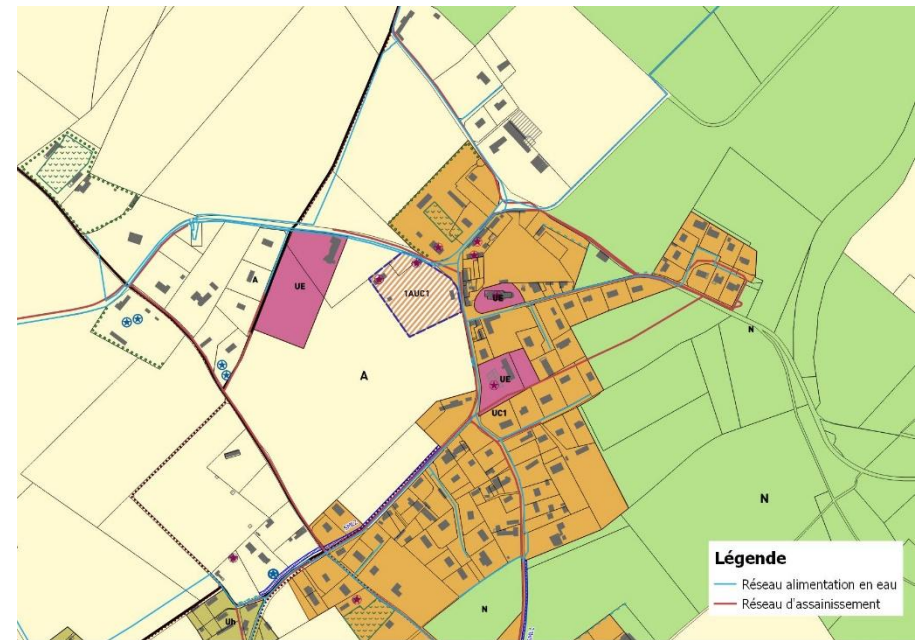 1AUC1
UE
A
UE
N
A
UE
UC1
N
N
Uh
Légende
Réseau alimentation en eau
Réseau d'assainissement